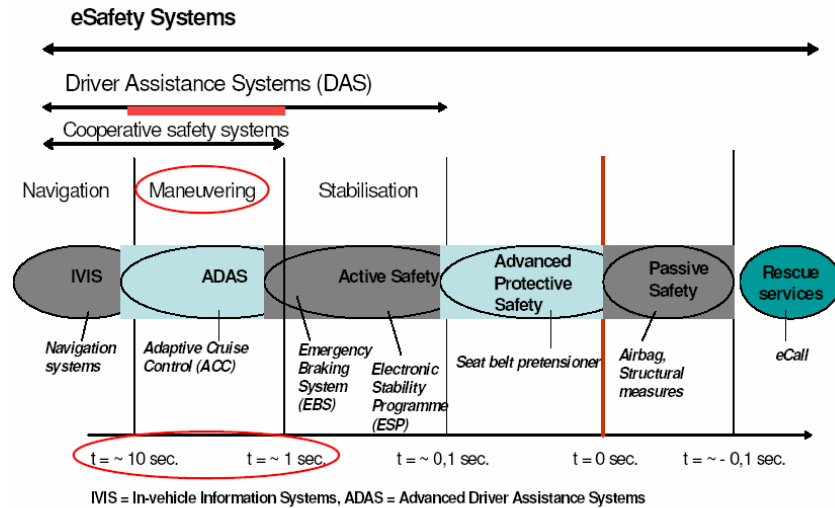 eSafety Systems
Driver Assistance Systems (DAS)
Cooperative safety systems
Navigation
Maneuvering
Stabilisation
IVIS
ADAS
Active Safety
Advanced
Protective
Safety
Passive
Safety
Rescue
services
Navigation
systems
Adaptive Cruise
Control (ACC)
Emergency
Braking
System
(EBS)
Electronic
Stability
Programme
(ESP)
Seat belt pretensioner
Airbag,
Structural
measures
eCall
t = ~ 10 sec.
t = ~ 1 sec.
t = ~ 0,1 sec.
t = 0 sec.
t = ~ - 0,1 sec.
IVIS = In-vehicle Information Systems, ADAS = Advanced Driver Assistance Systems